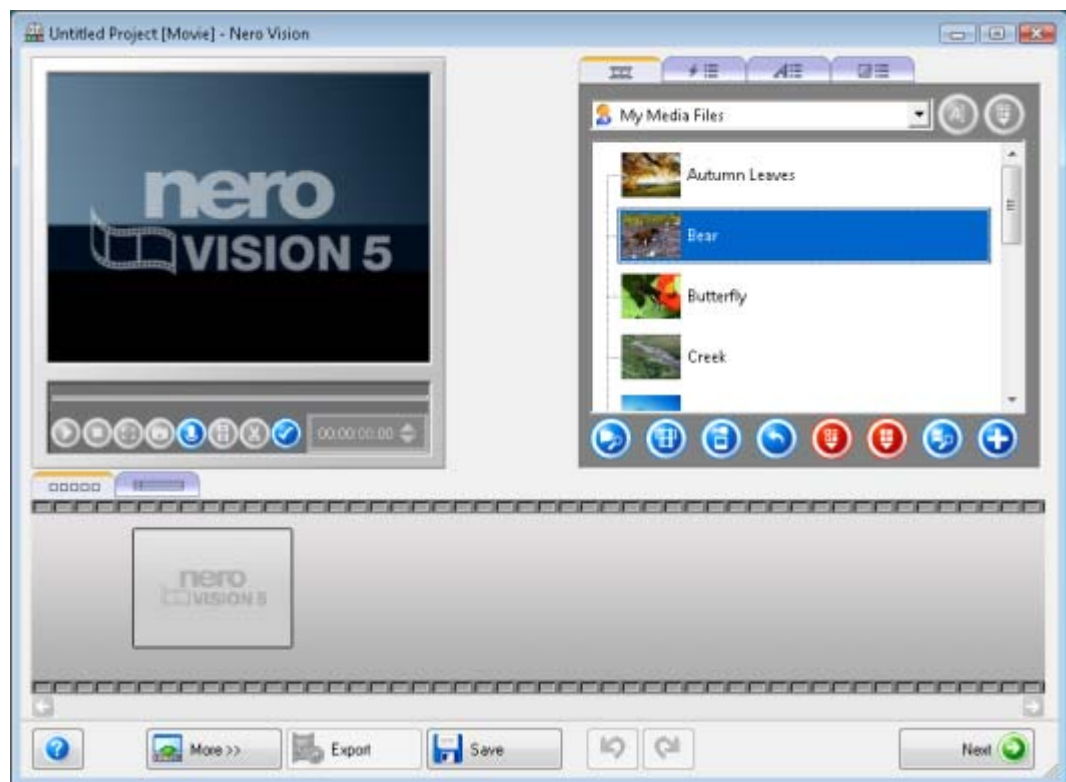 Untitled Project [Movie] - Nero Vision
nero
VISION 5
My Media Files
Autumn Leaves
Bear
Butterfly
Creek
00:00:00:00
nero
VISION 5
More >>
Export
Save
Next